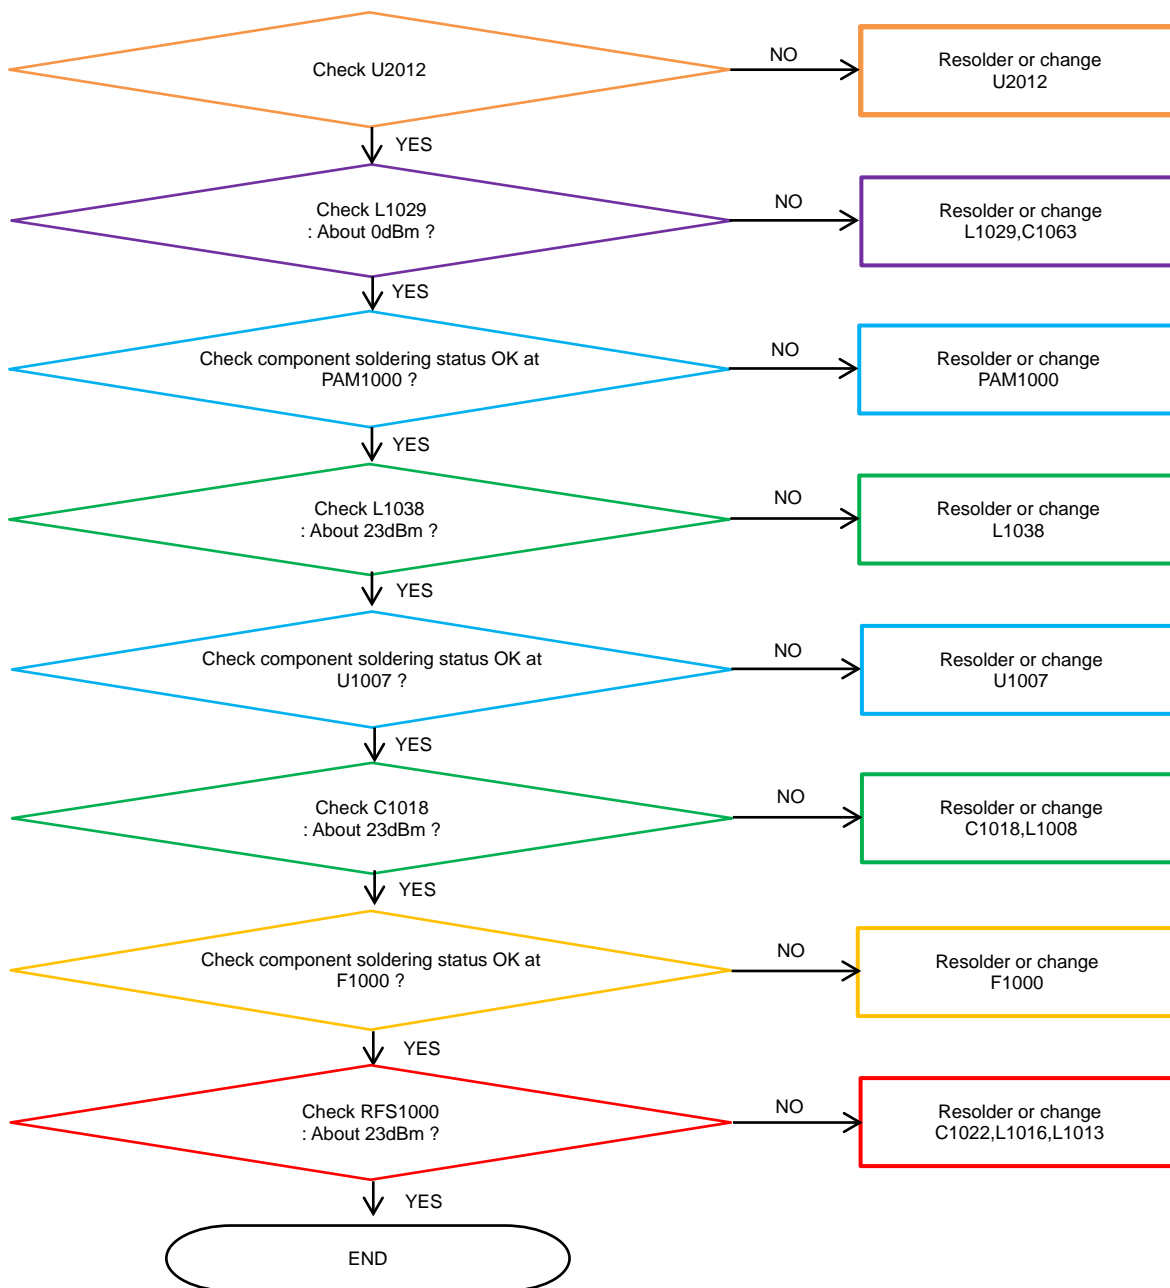 Check U2012
NO
Resolder or change
U2012
YES
Check L1029
: About 0dBm ?
NO
Resolder or change
L1029,C1063
YES
Check component soldering status OK at
PAM1000 ?
NO
Resolder or change
PAM1000
YES
Check L1038
: About 23dBm ?
NO
Resolder or change
L1038
YES
Check component soldering status OK at
U1007 ?
NO
Resolder or change
U1007
YES
Check C1018
: About 23dBm ?
NO
Resolder or change
C1018,L1008
YES
Check component soldering status OK at
F1000 ?
NO
Resolder or change
F1000
YES
Check RFS1000
: About 23dBm ?
NO
Resolder or change
C1022,L1016,L1013
YES
END